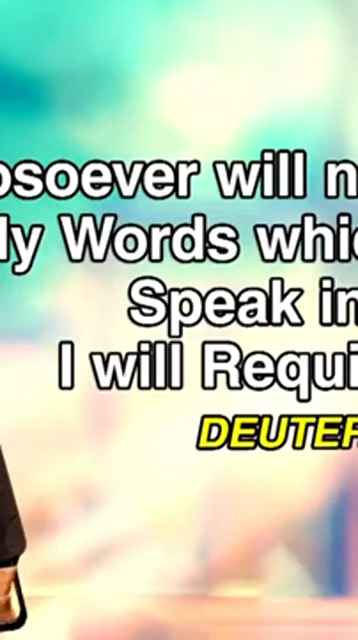 osoever will n
ly Words whic
Speak in
I will Requi
DEUTER